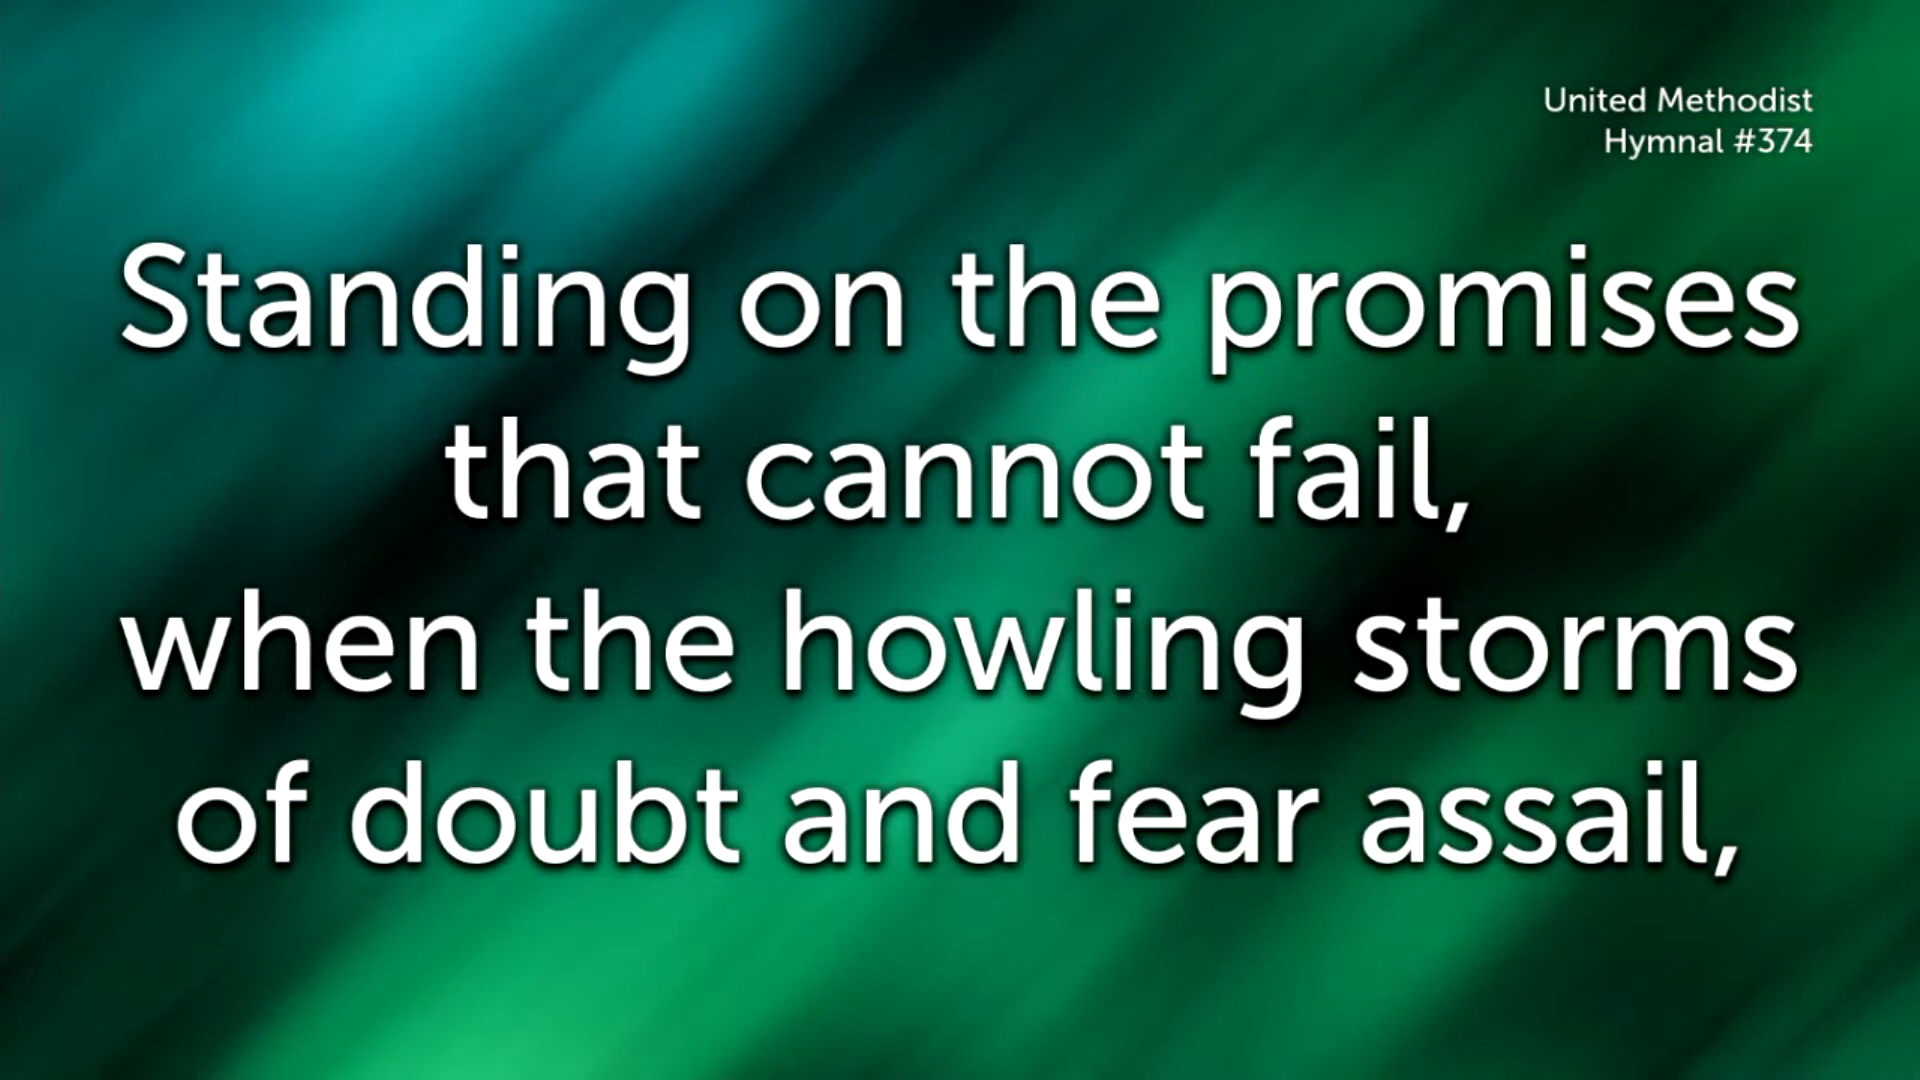 United Methodist
Hymnal #374
Standing on the promises
that cannot fail,
when the howling storms
of doubt and fear assail,